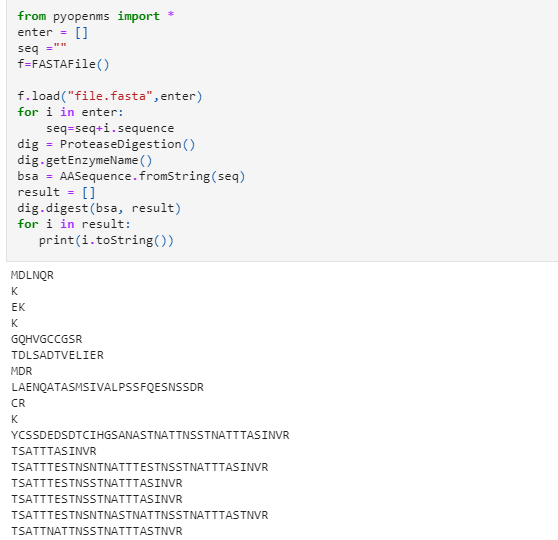 from pyopenms import *
enter = []
seq =""
f=FASTAFile()
f.load("file.fasta",enter)
for i in enter:
    seq=seq+i.sequence
dig = ProteaseDigestion()
dig.getEnzymeName()
bsa = AASequence.fromString(seq)
result = []
dig.digest(bsa, result)
for i in result:
   print(i.toString())
MDLNQR
K
EK
K
GQHVGCCGSR
TDLSADTVELIER
MDR
LAENQATASMSIVALPSSFQESNSSDR
CR
K
YCSSDEDSDTCIHGSANASTNATTNSSTNATTTASINVR
TSATTTASINVR
TSATTTESTNSNTNATTTESTNSSTNATTTASINVR
TSATTTESTNSSTNATTTASINVR
TSATTTESTNSSTNATTTASINVR
TSATTTESTNSNTNASTNATTNSSTNATTTASTNVR
TSATTNATTNSSTNATTTASTNVR